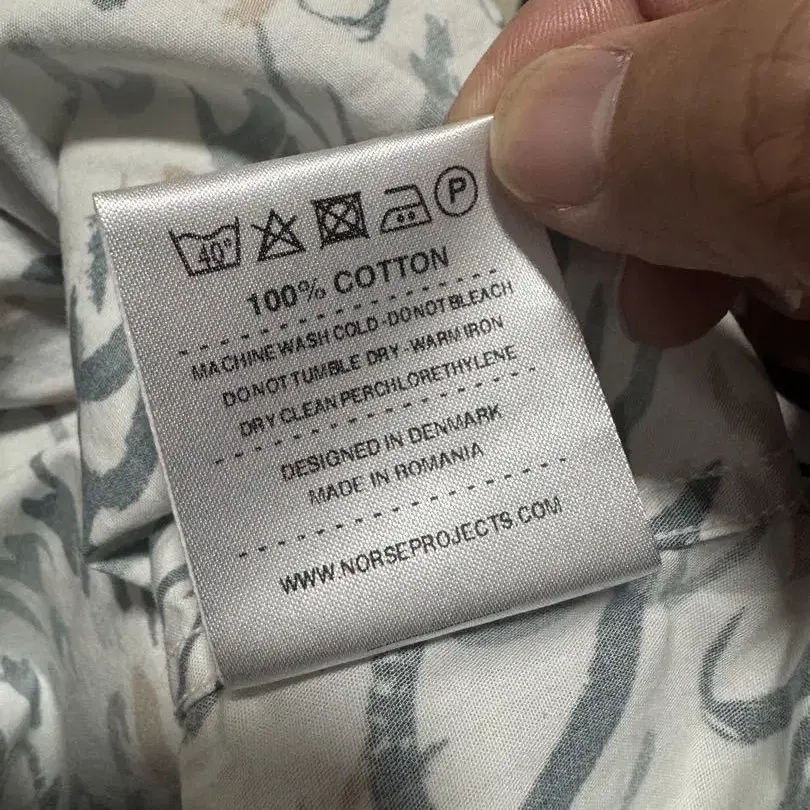 40° P
100% COTTON
MACHINE WASH COLD · DO NOT BLEACH
DO NOT TUMBLE DRY · WARM IRON
DRY CLEAN PERCHLORETHYLENE
DESIGNED IN DENMARK
MADE IN ROMANIA
WWW.NORSEPROJECTS.COM